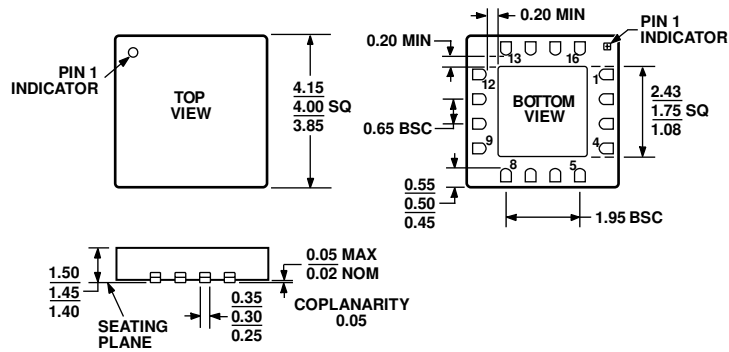 PIN 1
INDICATOR
TOP
VIEW
4.15
4.00 SQ
3.85
0.20 MIN
0.20 MIN
PIN 1
INDICATOR
13
16
12
1
BOTTOM
VIEW
0.65 BSC
9
4
8
5
2.43
1.75 SQ
1.08
0.55
0.50
0.45
1.95 BSC
1.50
1.45
1.40
SEATING
PLANE
0.35
0.30
0.25
0.05 MAX
0.02 NOM
COPLANARITY
0.05